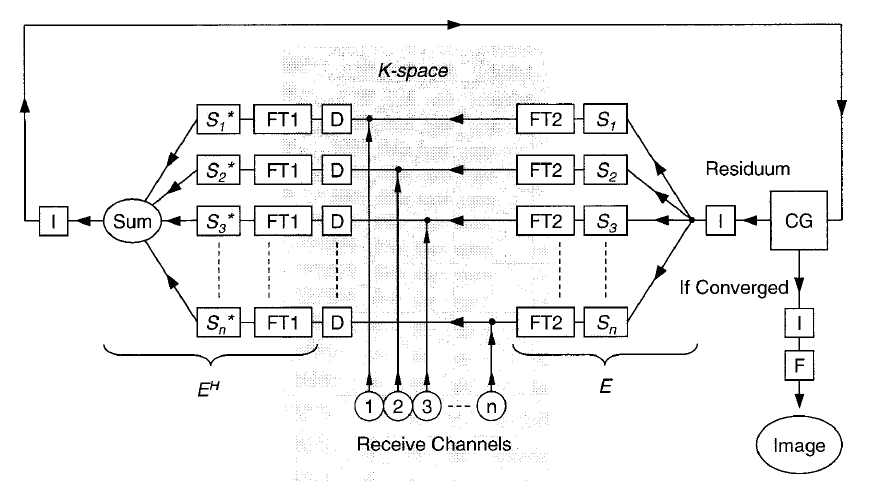 K-space
S₁* FT1 D FT2 S₁
S₂* FT1 D FT2 S₂
Residuum
I Sum S₃* FT1 D FT2 S₃ I CG
If Converged
Sₙ* FT1 D FT2 Sₙ I
F
Eᴴ E
1 2 3 n
Receive Channels
Image